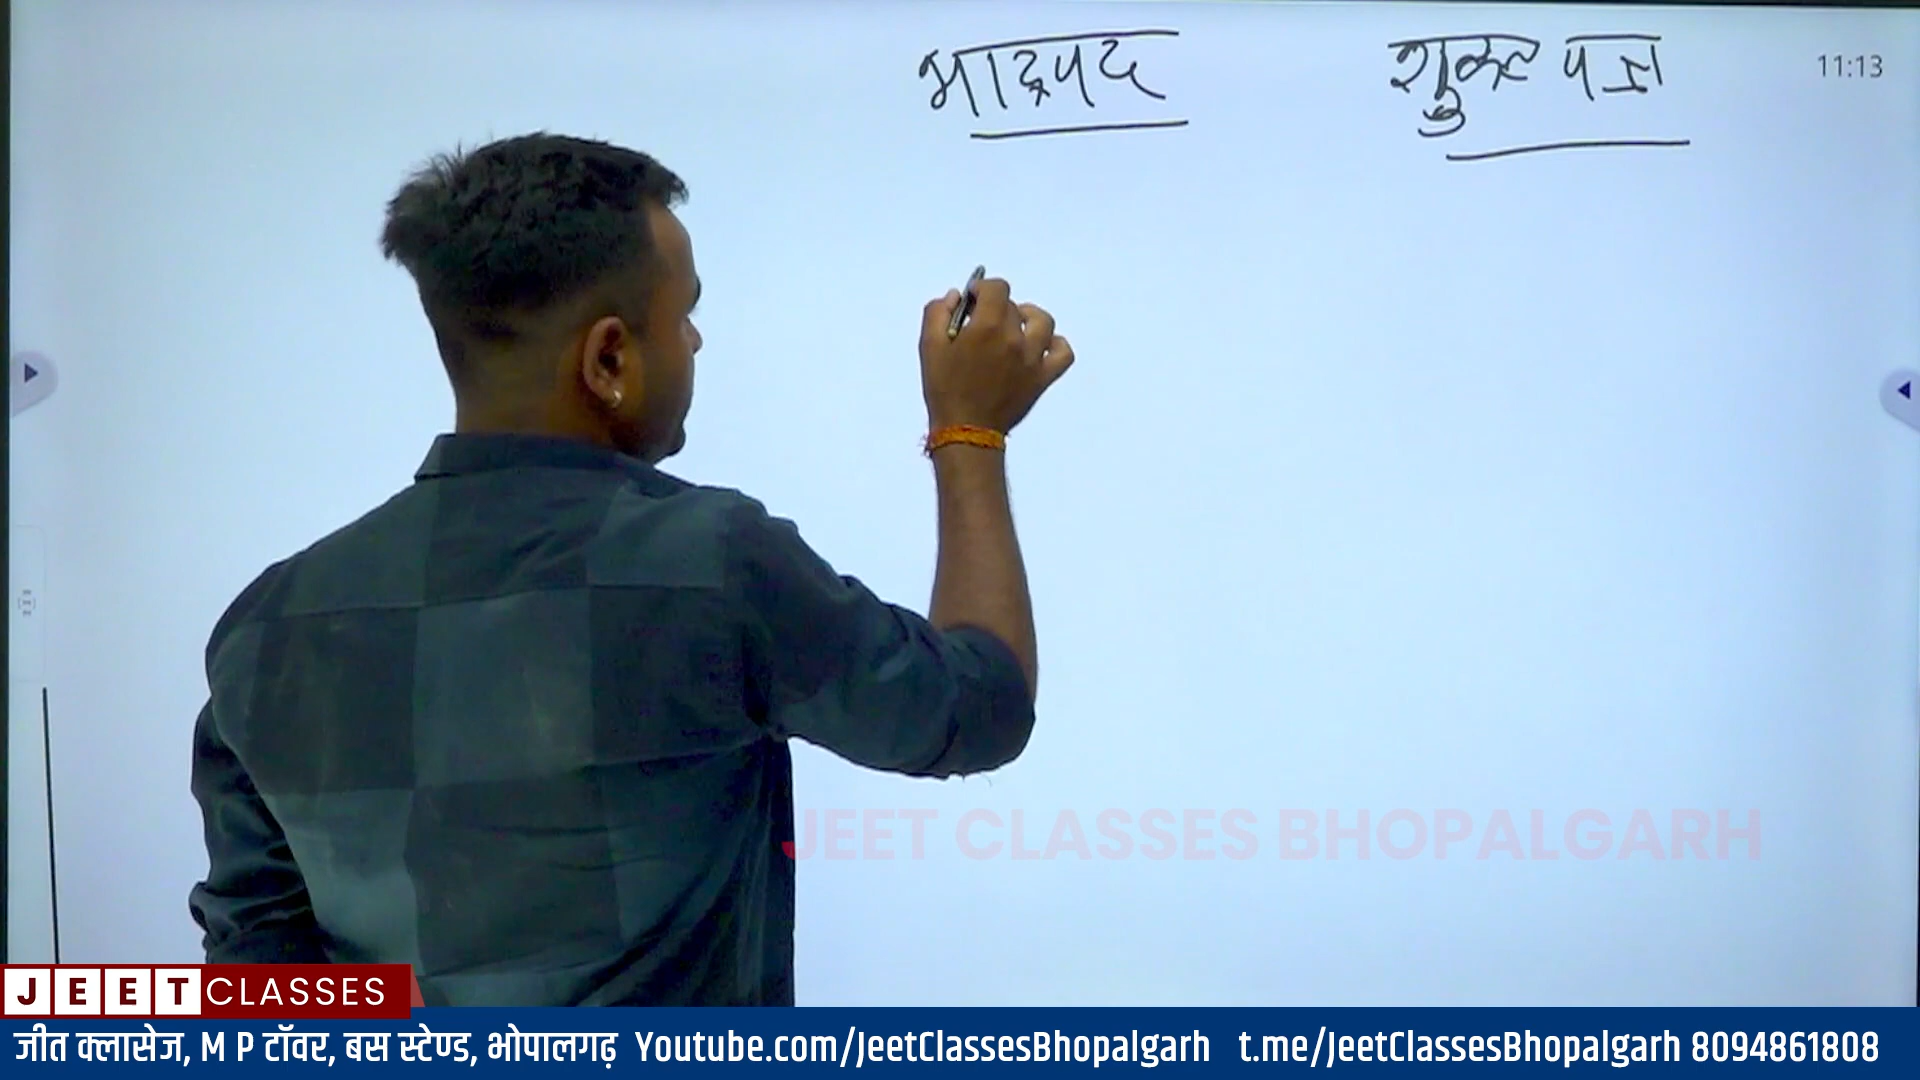 भाद्रपद शुक्ल पक्ष 11:13
JEET CLASSES BHOPALGARH
JEET CLASSES
जीत क्लासेज, M P टॉवर, बस स्टेण्ड, भोपालगढ़ Youtube.com/JeetClassesBhopalgarh t.me/JeetClassesBhopalgarh 8094861808